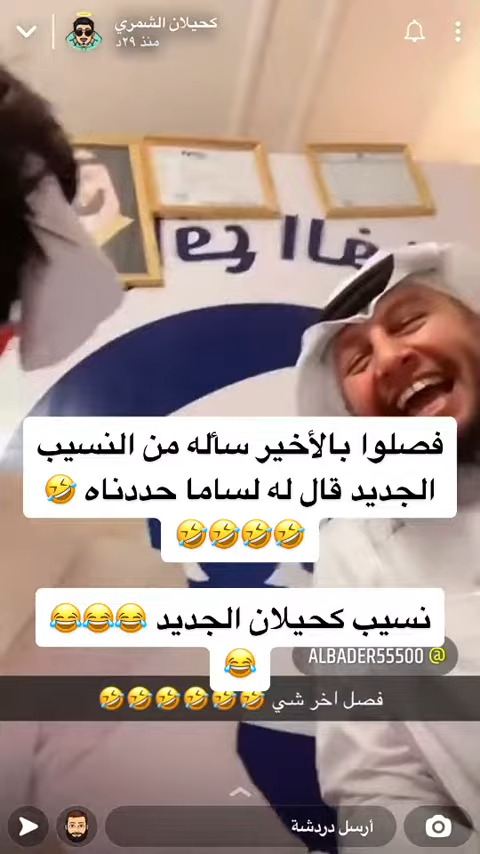 كحيلان الشمري
منذ ٢٩د
فصلوا بالأخير سأله من النسيب
الجديد قال له لساما حددناه 🤣
🤣🤣🤣🤣
نسيب كحيلان الجديد 😂😂😂
😂
@ALBADER55500
فصل اخر شي 🤣🤣🤣🤣🤣🤣
أرسل دردشة